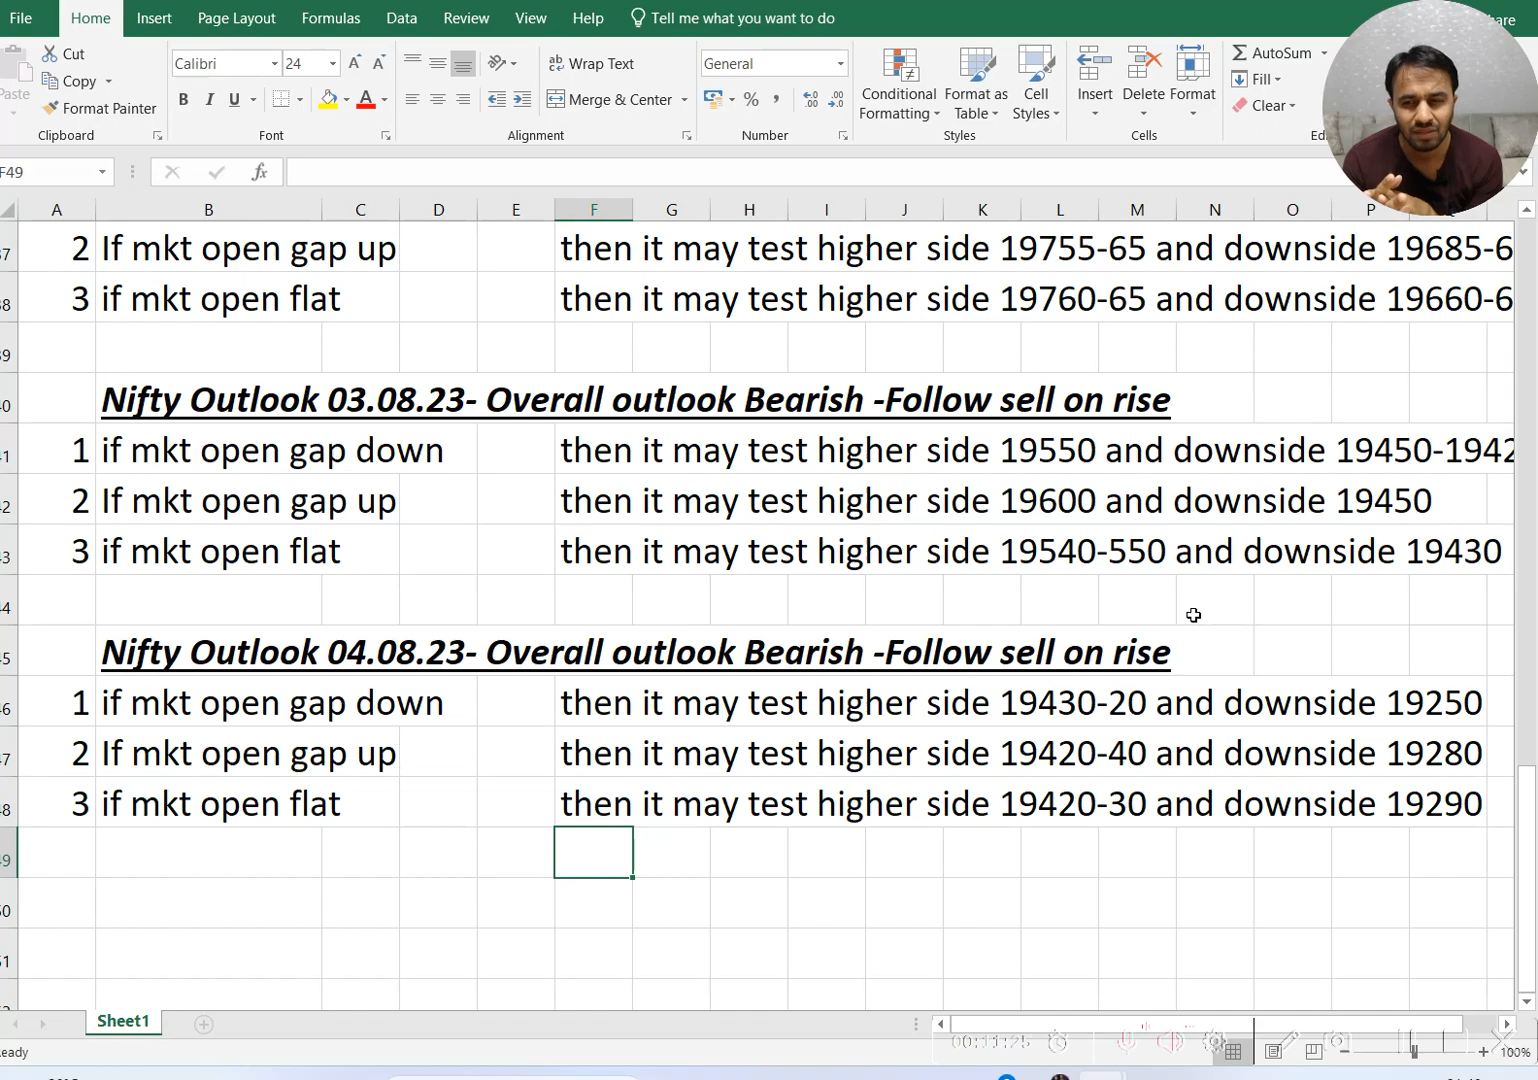 File Home Insert Page Layout Formulas Data Review View Help Tell me what you want to do
Cut
Copy
Paste
Format Painter
Calibri 24
B I U
Wrap Text
Merge & Center
General
Conditional Formatting
Format as Table
Cell Styles
Insert Delete Format
AutoSum
Fill
Clear
Clipboard Font Alignment Number Styles Cells
F49 fx
A B C D E F G H I J K L M N O P
2 If mkt open gap up then it may test higher side 19755-65 and downside 19685-6
3 if mkt open flat then it may test higher side 19760-65 and downside 19660-6
Nifty Outlook 03.08.23- Overall outlook Bearish -Follow sell on rise
1 if mkt open gap down then it may test higher side 19550 and downside 19450-1942
2 If mkt open gap up then it may test higher side 19600 and downside 19450
3 if mkt open flat then it may test higher side 19540-550 and downside 19430
Nifty Outlook 04.08.23- Overall outlook Bearish -Follow sell on rise
1 if mkt open gap down then it may test higher side 19430-20 and downside 19250
2 If mkt open gap up then it may test higher side 19420-40 and downside 19280
3 if mkt open flat then it may test higher side 19420-30 and downside 19290
Sheet1
00:11:25
100%